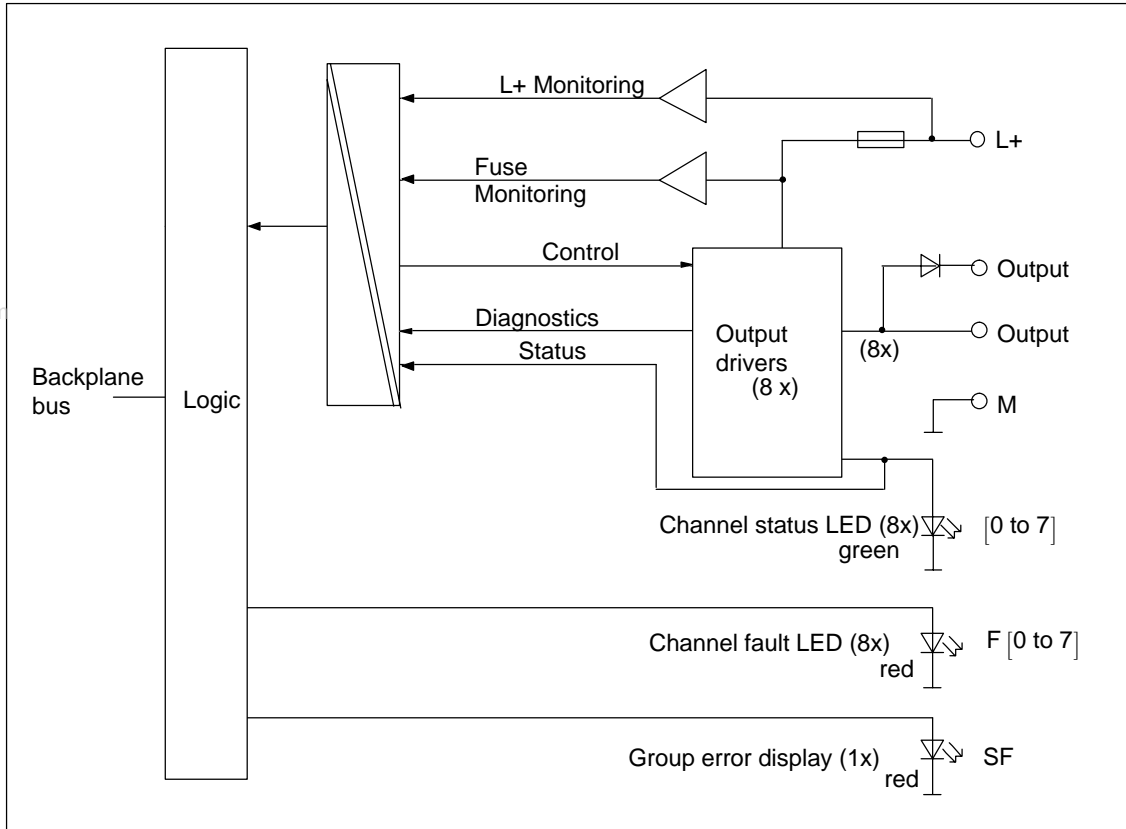 L+ Monitoring
L+
Fuse
Monitoring
Control
Output
Diagnostics
Output
Status
Output
drivers
(8 x)
(8x)
Backplane
bus
Logic
M
Channel status LED (8x)
green
[0 to 7]
Channel fault LED (8x)
red
F [0 to 7]
Group error display (1x)
red
SF